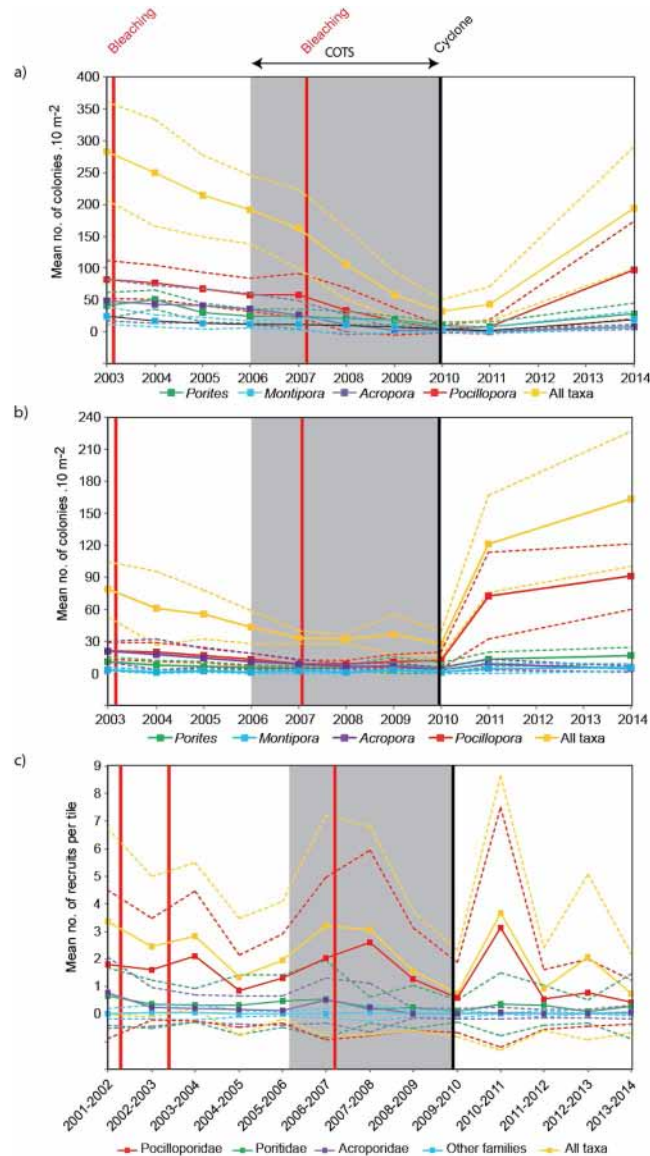 Bleaching Bleaching Cyclone
COTS
a)
Mean no. of colonies .10 m-2
400
350
300
250
200
150
100
50
0
2003 2004 2005 2006 2007 2008 2009 2010 2011 2012 2013 2014
Porites Montipora Acropora Pocillopora All taxa
b)
Mean no. of colonies .10 m-2
240
210
180
150
120
90
60
30
0
2003 2004 2005 2006 2007 2008 2009 2010 2011 2012 2013 2014
Porites Montipora Acropora Pocillopora All taxa
c)
Mean no. of recruits per tile
9
8
7
6
5
4
3
2
1
0
2001-2002 2002-2003 2003-2004 2004-2005 2005-2006 2006-2007 2007-2008 2008-2009 2009-2010 2010-2011 2011-2012 2012-2013 2013-2014
Pocilloporidae Poritidae Acroporidae Other families All taxa